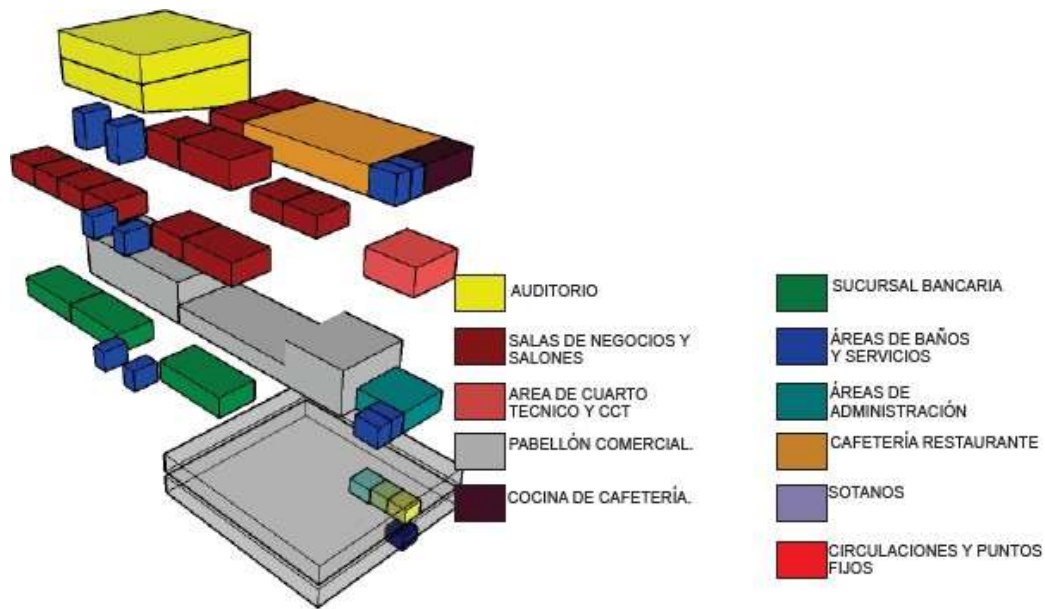 AUDITORIO
SALAS DE NEGOCIOS Y
SALONES
AREA DE CUARTO
TECNICO Y CCT
PABELLÓN COMERCIAL.
COCINA DE CAFETERÍA.
SUCURSAL BANCARIA
ÁREAS DE BAÑOS
Y SERVICIOS
ÁREAS DE
ADMINISTRACIÓN
CAFETERÍA RESTAURANTE
SOTANOS
CIRCULACIONES Y PUNTOS
FIJOS